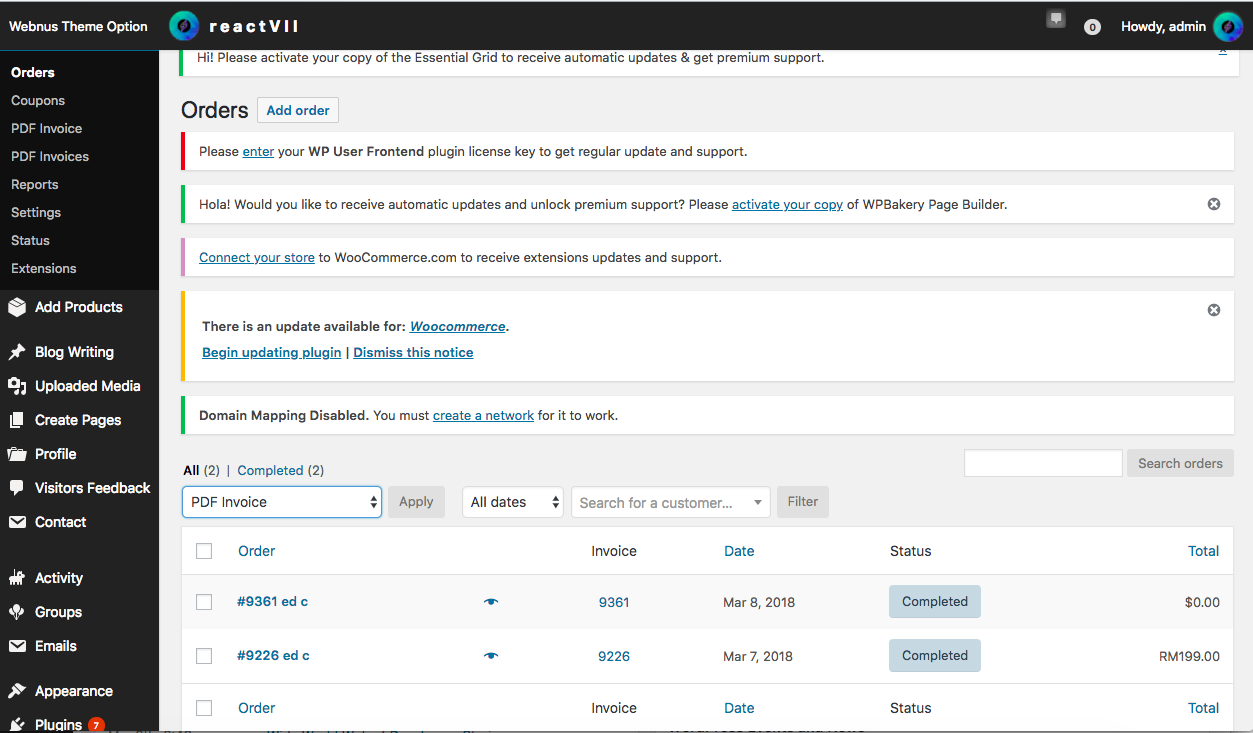 Webnus Theme Option
reactVII
0
Howdy, admin
Orders
Coupons
PDF Invoice
PDF Invoices
Reports
Settings
Status
Extensions
Add Products
Blog Writing
Uploaded Media
Create Pages
Profile
Visitors Feedback
Contact
Activity
Groups
Emails
Appearance
Plugins 7
Hi! Please activate your copy of the Essential Grid to receive automatic updates & get premium support.
Orders Add order
Please enter your WP User Frontend plugin license key to get regular update and support.
Hola! Would you like to receive automatic updates and unlock premium support? Please activate your copy of WPBakery Page Builder.
Connect your store to WooCommerce.com to receive extensions updates and support.
There is an update available for: Woocommerce.
Begin updating plugin | Dismiss this notice
Domain Mapping Disabled. You must create a network for it to work.
All (2) | Completed (2)
Search orders
PDF Invoice Apply All dates Search for a customer... Filter
Order Invoice Date Status Total
#9361 ed c 9361 Mar 8, 2018 Completed $0.00
#9226 ed c 9226 Mar 7, 2018 Completed RM199.00
Order Invoice Date Status Total